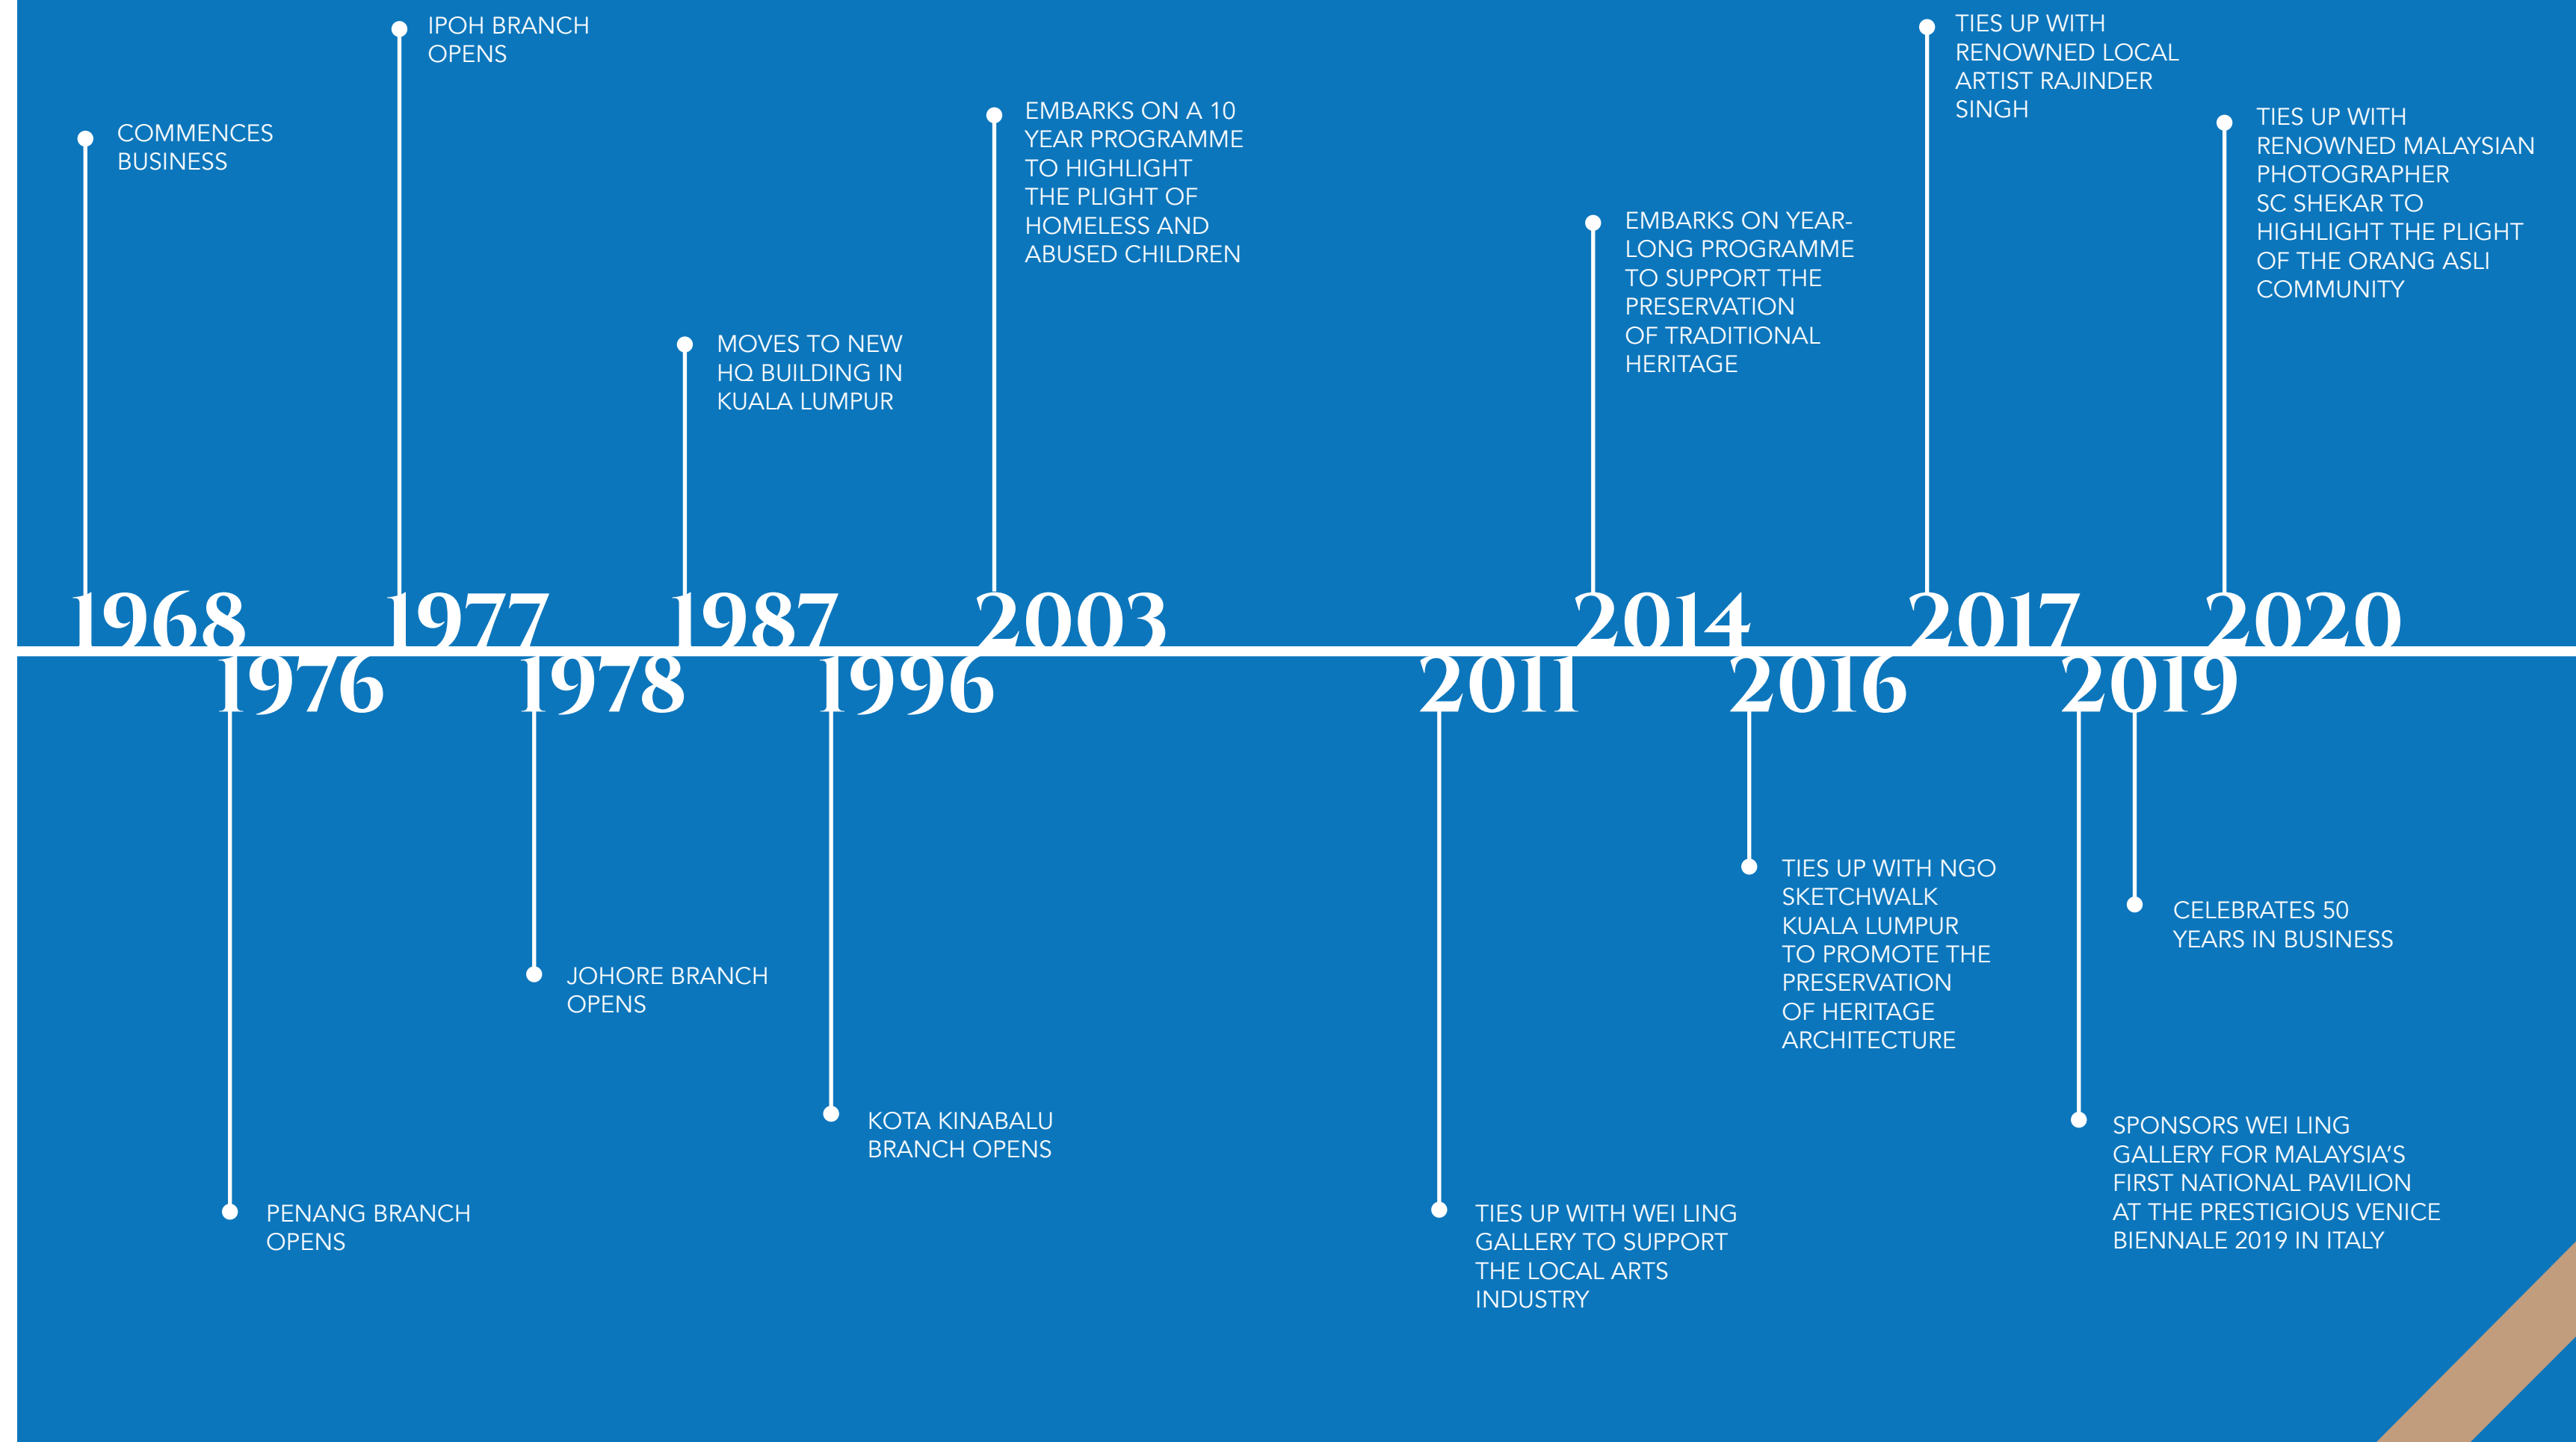 IPOH BRANCH
OPENS
TIES UP WITH
RENOWNED LOCAL
ARTIST RAJINDER
SINGH
COMMENCES
BUSINESS
EMBARKS ON A 10
YEAR PROGRAMME
TO HIGHLIGHT
THE PLIGHT OF
HOMELESS AND
ABUSED CHILDREN
TIES UP WITH
RENOWNED MALAYSIAN
PHOTOGRAPHER
SC SHEKAR TO
HIGHLIGHT THE PLIGHT
OF THE ORANG ASLI
COMMUNITY
EMBARKS ON YEAR-
LONG PROGRAMME
TO SUPPORT THE
PRESERVATION
OF TRADITIONAL
HERITAGE
MOVES TO NEW
HQ BUILDING IN
KUALA LUMPUR
1968
1977
1987
2003
2014
2017
2020
1976
1978
1996
2011
2016
2019
TIES UP WITH NGO
SKETCHWALK
KUALA LUMPUR
TO PROMOTE THE
PRESERVATION
OF HERITAGE
ARCHITECTURE
CELEBRATES 50
YEARS IN BUSINESS
JOHORE BRANCH
OPENS
KOTA KINABALU
BRANCH OPENS
SPONSORS WEI LING
GALLERY FOR MALAYSIA’S
FIRST NATIONAL PAVILION
AT THE PRESTIGIOUS VENICE
BIENNALE 2019 IN ITALY
PENANG BRANCH
OPENS
TIES UP WITH WEI LING
GALLERY TO SUPPORT
THE LOCAL ARTS
INDUSTRY